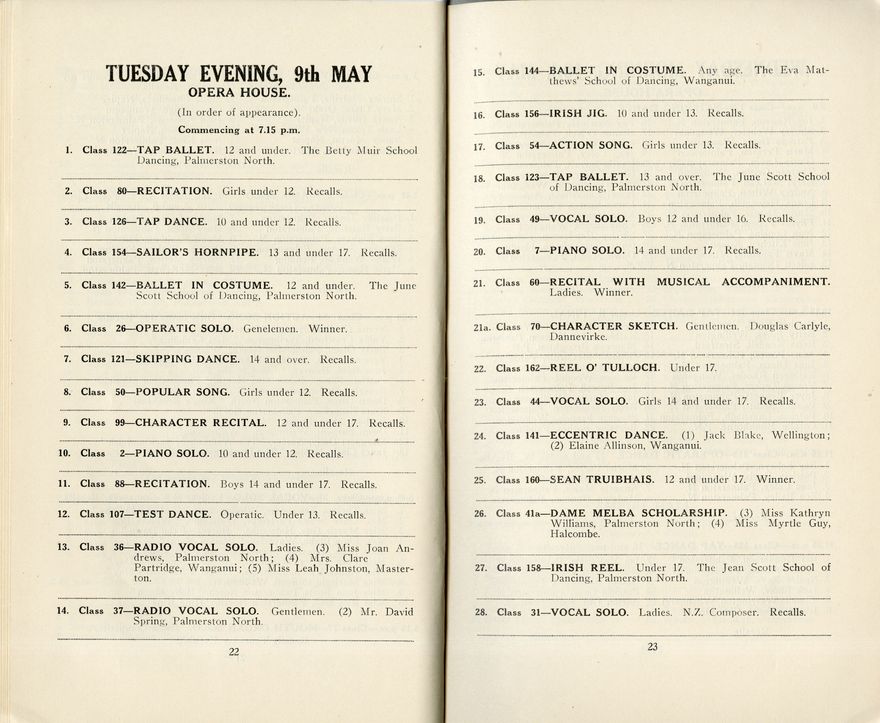 TUESDAY EVENING, 9th MAY
OPERA HOUSE.
(In order of appearance).
Commencing at 7.15 p.m.
1. Class 122—TAP BALLET. 12 and under. The Betty Muir School
Dancing, Palmerston North.
2. Class 80—RECITATION. Girls under 12. Recalls.
3. Class 126—TAP DANCE. 10 and under 12. Recalls.
4. Class 154—SAILOR'S HORNPIPE. 13 and under 17. Recalls.
5. Class 142—BALLET IN COSTUME. 12 and under. The June
Scott School of Dancing, Palmerston North.
6. Class 26—OPERATIC SOLO. Genelemen. Winner.
7. Class 121—SKIPPING DANCE. 14 and over. Recalls.
8. Class 50—POPULAR SONG. Girls under 12. Recalls.
9. Class 99—CHARACTER RECITAL. 12 and under 17. Recalls.
10. Class 2—PIANO SOLO. 10 and under 12. Recalls.
11. Class 88—RECITATION. Boys 14 and under 17. Recalls.
12. Class 107—TEST DANCE. Operatic. Under 13. Recalls.
13. Class 36—RADIO VOCAL SOLO. Ladies. (3) Miss Joan An-
drews, Palmerston North; (4) Mrs. Clare
Partridge, Wanganui; (5) Miss Leah Johnston, Master-
ton.
14. Class 37—RADIO VOCAL SOLO. Gentlemen. (2) Mr. David
Spring, Palmerston North.
22
15. Class 144—BALLET IN COSTUME. Any age. The Eva Mat-
thews' School of Dancing, Wanganui.
16. Class 156—IRISH JIG. 10 and under 13. Recalls.
17. Class 54—ACTION SONG. Girls under 13. Recalls.
18. Class 123—TAP BALLET. 13 and over. The June Scott School
of Dancing, Palmerston North.
19. Class 49—VOCAL SOLO. Boys 12 and under 16. Recalls.
20. Class 7—PIANO SOLO. 14 and under 17. Recalls.
21. Class 60—RECITAL WITH MUSICAL ACCOMPANIMENT.
Ladies. Winner.
21a. Class 70—CHARACTER SKETCH. Gentlemen. Douglas Carlyle,
Dannevirke.
22. Class 162—REEL O' TULLOCH. Under 17.
23. Class 44—VOCAL SOLO. Girls 14 and under 17. Recalls.
24. Class 141—ECCENTRIC DANCE. (1) Jack Blake, Wellington;
(2) Elaine Allinson, Wanganui.
25. Class 160—SEAN TRUIBHAIS. 12 and under 17. Winner.
26. Class 41a—DAME MELBA SCHOLARSHIP. (3) Miss Kathryn
Williams, Palmerston North; (4) Miss Myrtle Guy,
Halcombe.
27. Class 158—IRISH REEL. Under 17. The Jean Scott School of
Dancing, Palmerston North.
28. Class 31—VOCAL SOLO. Ladies. N.Z. Composer. Recalls.
23